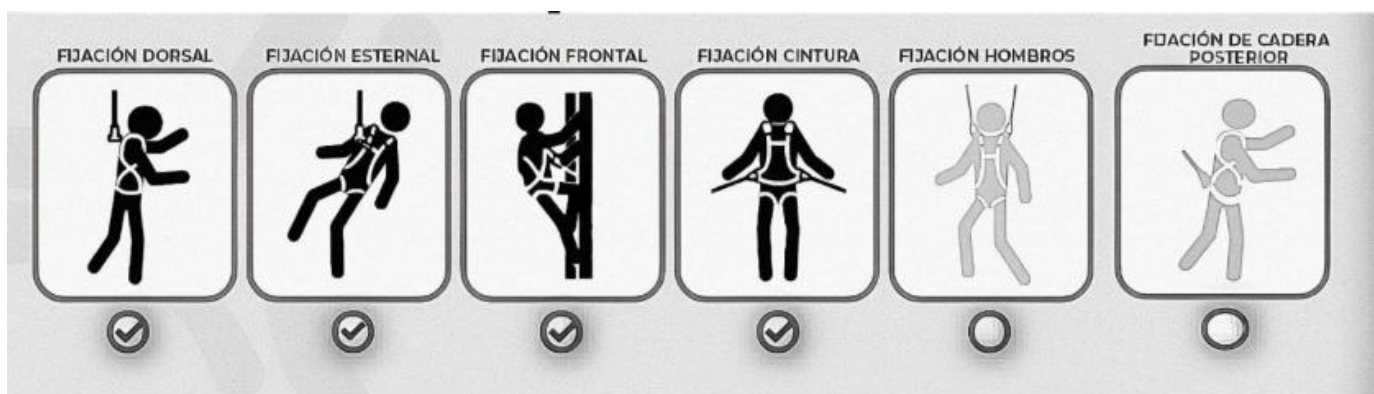 FIJACIÓN DORSAL
FIJACIÓN ESTERNAL
FIJACIÓN FRONTAL
FIJACIÓN CINTURA
FIJACIÓN HOMBROS
FIJACIÓN DE CADERA
POSTERIOR